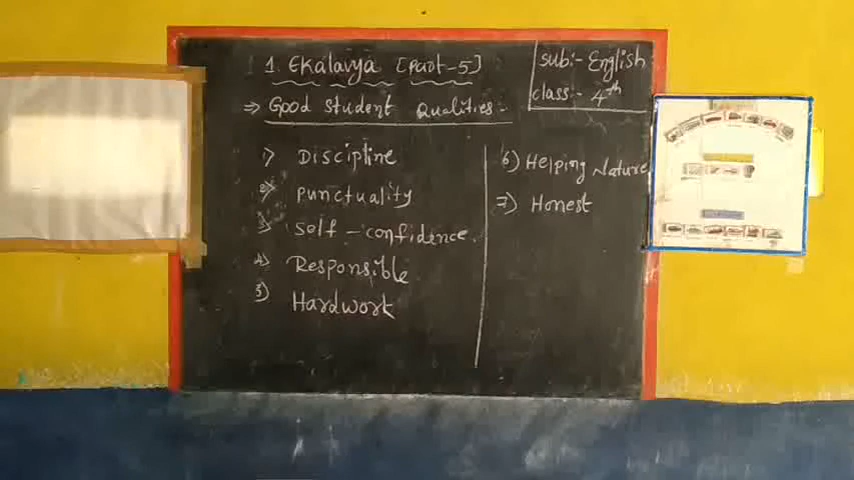 1. Ekalavya [Part-5]
Sub:- English
class:- 4th
⇒ Good Student Qualities -
1) Discipline
2) Punctuality
3) Self-confidence.
4) Responsible
5) Hardwork
6) Helping Nature
7) Honest